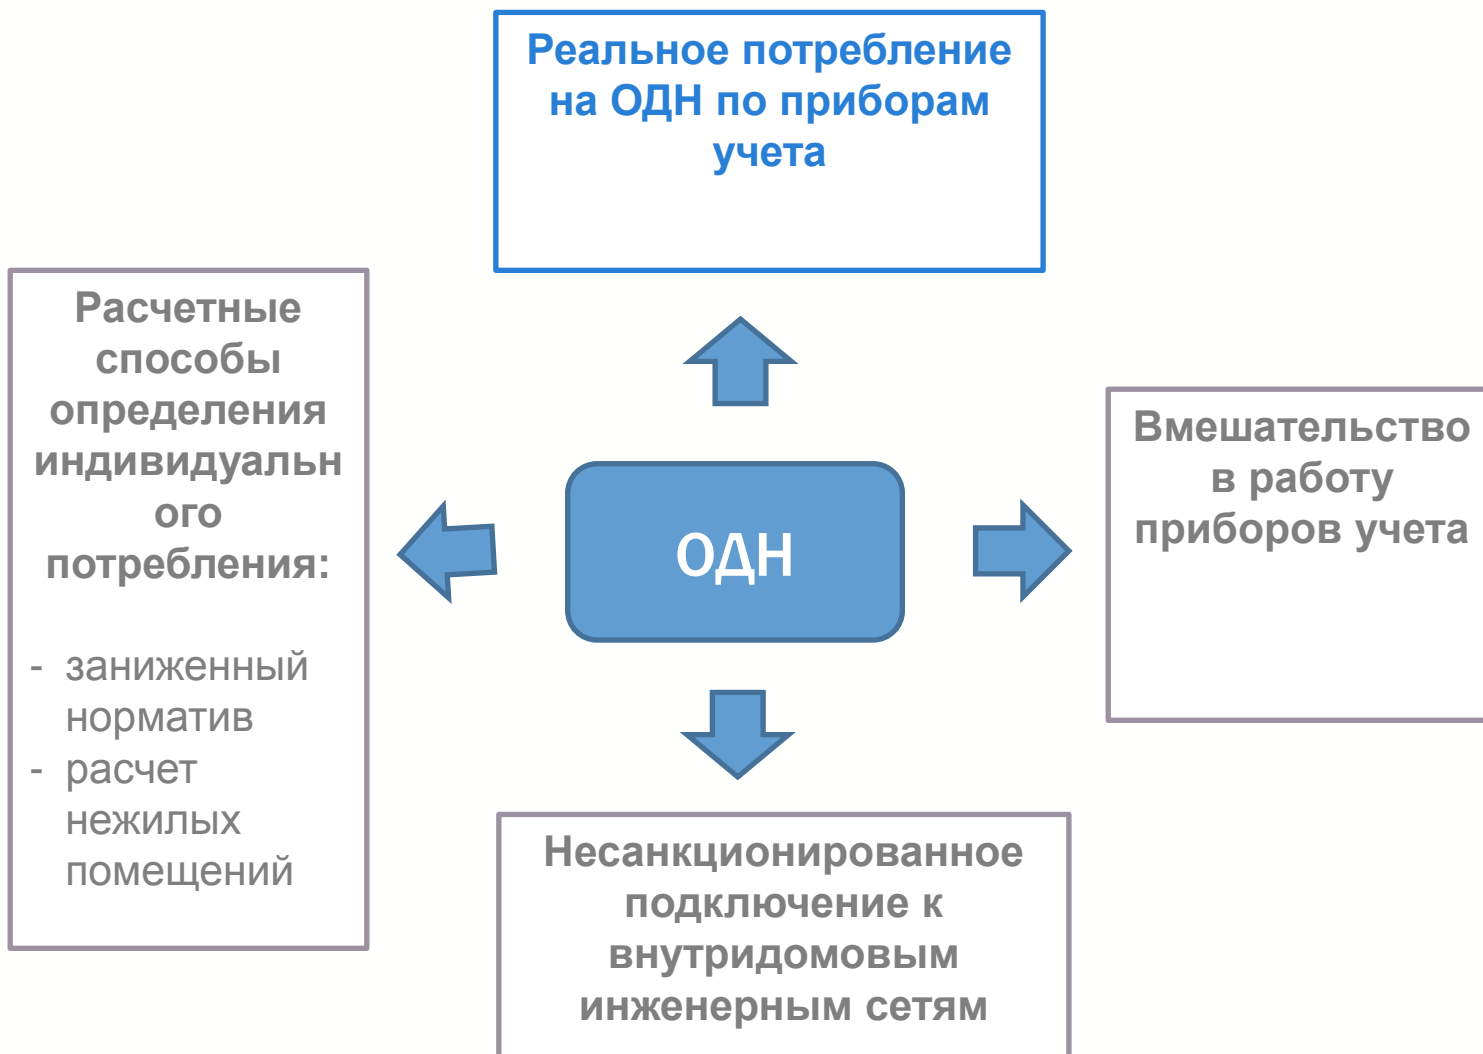 Реальное потребление
на ОДН по приборам
учета
Расчетные
способы
определения
индивидуальн
ого
потребления:
- заниженный
норматив
- расчет
нежилых
помещений
ОДН
Вмешательство
в работу
приборов учета
Несанкционированное
подключение к
внутридомовым
инженерным сетям